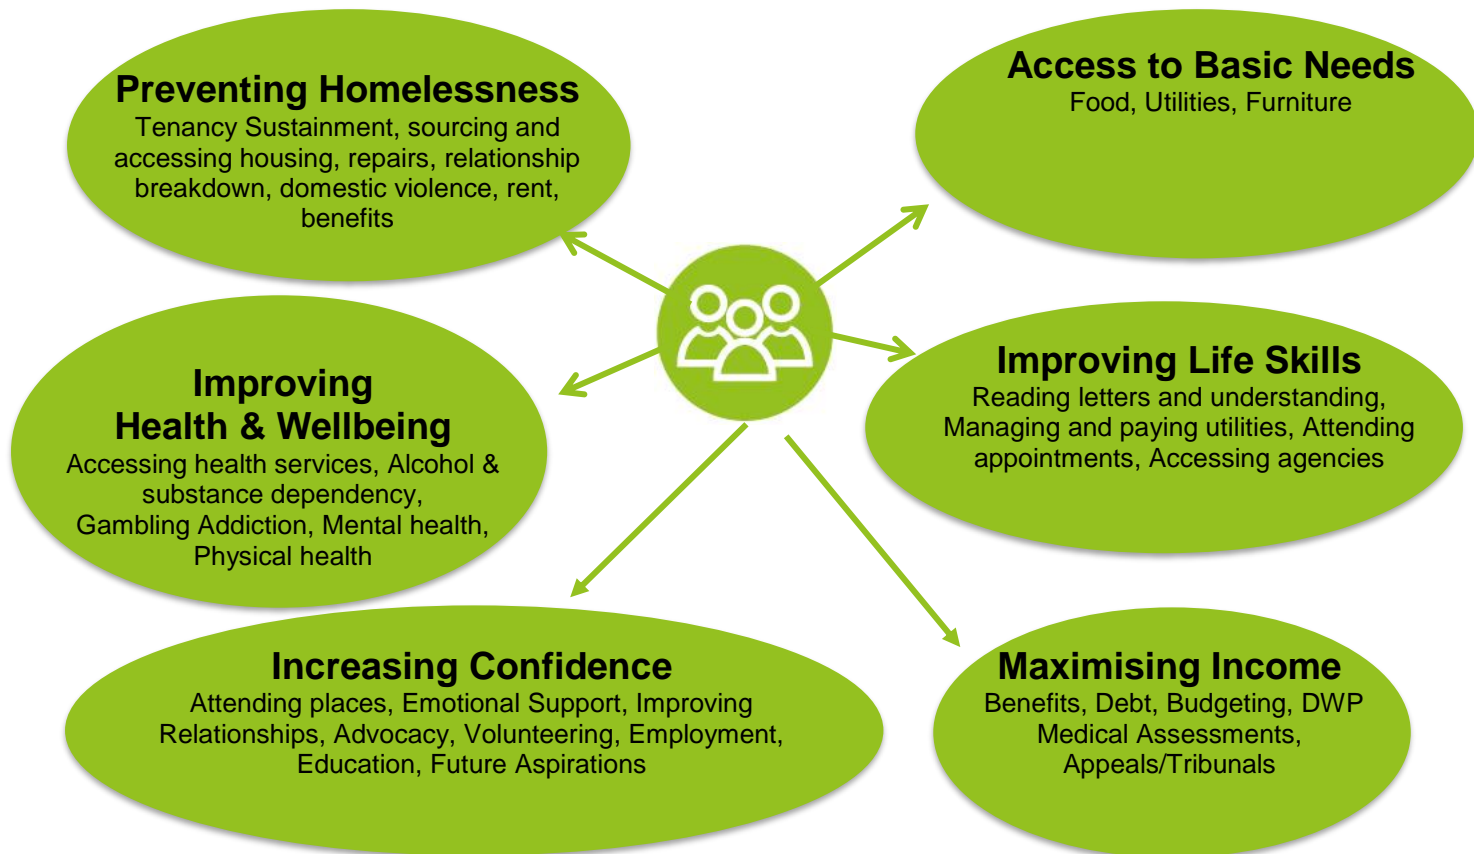 Preventing Homelessness
Tenancy Sustainment, sourcing and
accessing housing, repairs, relationship
breakdown, domestic violence, rent,
benefits
Access to Basic Needs
Food, Utilities, Furniture
Improving
Health & Wellbeing
Accessing health services, Alcohol &
substance dependency,
Gambling Addiction, Mental health,
Physical health
Improving Life Skills
Reading letters and understanding,
Managing and paying utilities, Attending
appointments, Accessing agencies
Increasing Confidence
Attending places, Emotional Support, Improving
Relationships, Advocacy, Volunteering, Employment,
Education, Future Aspirations
Maximising Income
Benefits, Debt, Budgeting, DWP
Medical Assessments,
Appeals/Tribunals